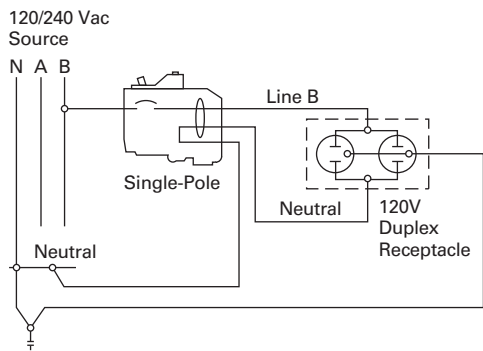 120/240 Vac
Source
N A B
Line B
Single-Pole
Neutral
120V
Duplex
Receptacle
Neutral